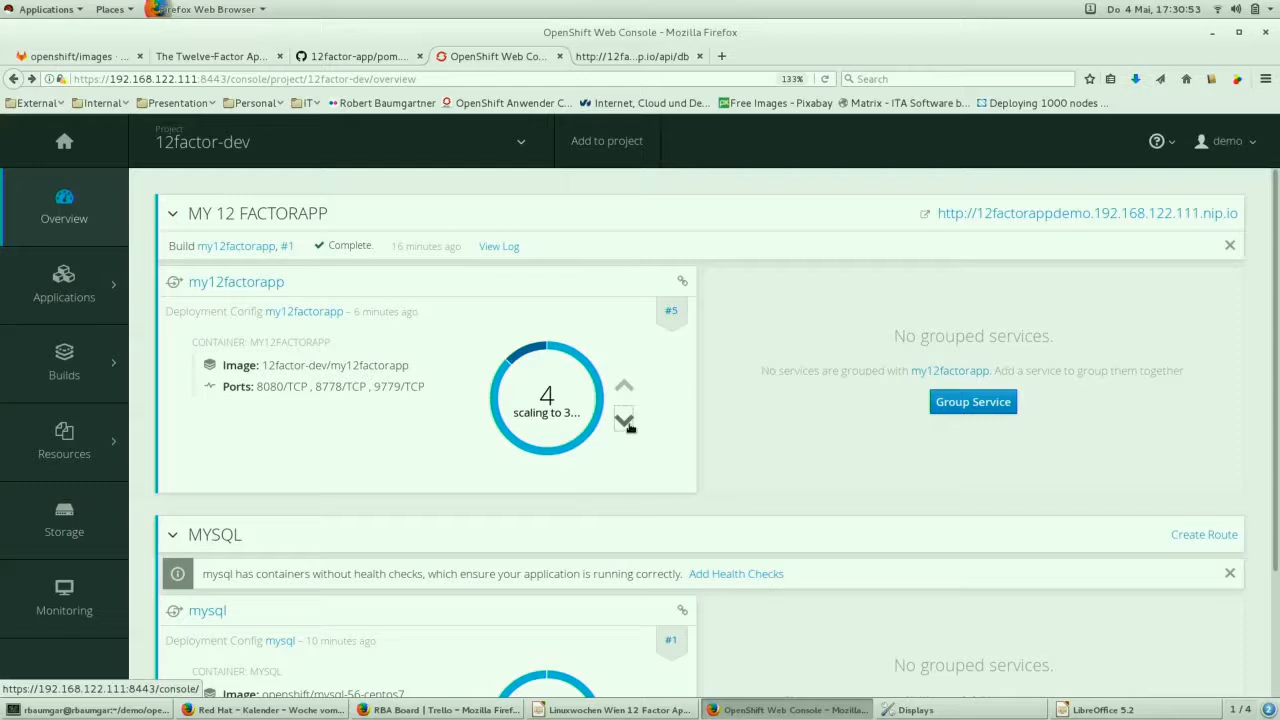 Applications Places Firefox Web Browser 1 Do 4 Mai, 17:30:53
OpenShift Web Console - Mozilla Firefox
openshift/images · ... × The Twelve-Factor Ap... × 12factor-app/pom... × OpenShift Web Co... × http://12fa...p.io/api/db × +
https://192.168.122.111:8443/console/project/12factor-dev/overview 133% Search
External Internal Presentation Personal IT Robert Baumgartner OpenShift Anwender C... Internet, Cloud und De... Free Images - Pixabay Matrix - ITA Software b... Deploying 1000 nodes ...
Project
12factor-dev Add to project demo
Overview
Applications
Builds
Resources
Storage
Monitoring
MY 12 FACTORAPP http://12factorappdemo.192.168.122.111.nip.io
Build my12factorapp, #1 Complete. 16 minutes ago View Log
my12factorapp
Deployment Config my12factorapp – 6 minutes ago #5
CONTAINER: MY12FACTORAPP
Image: 12factor-dev/my12factorapp
Ports: 8080/TCP , 8778/TCP , 9779/TCP
4
scaling to 3...
No grouped services.
No services are grouped with my12factorapp. Add a service to group them together
Group Service
MYSQL Create Route
mysql has containers without health checks, which ensure your application is running correctly. Add Health Checks
mysql
Deployment Config mysql – 10 minutes ago #1
CONTAINER: MYSQL
Image: openshift/mysql-56-centos7
No grouped services.
https://192.168.122.111:8443/console/
rbaumgar@rbaumgar:~/demo/ope... Red Hat - Kalender - Woche vom... RBA Board | Trello - Mozilla Firef... Linuxwochen Wien 12 Factor Ap... OpenShift Web Console - Mozilla... Displays LibreOffice 5.2 1 / 4